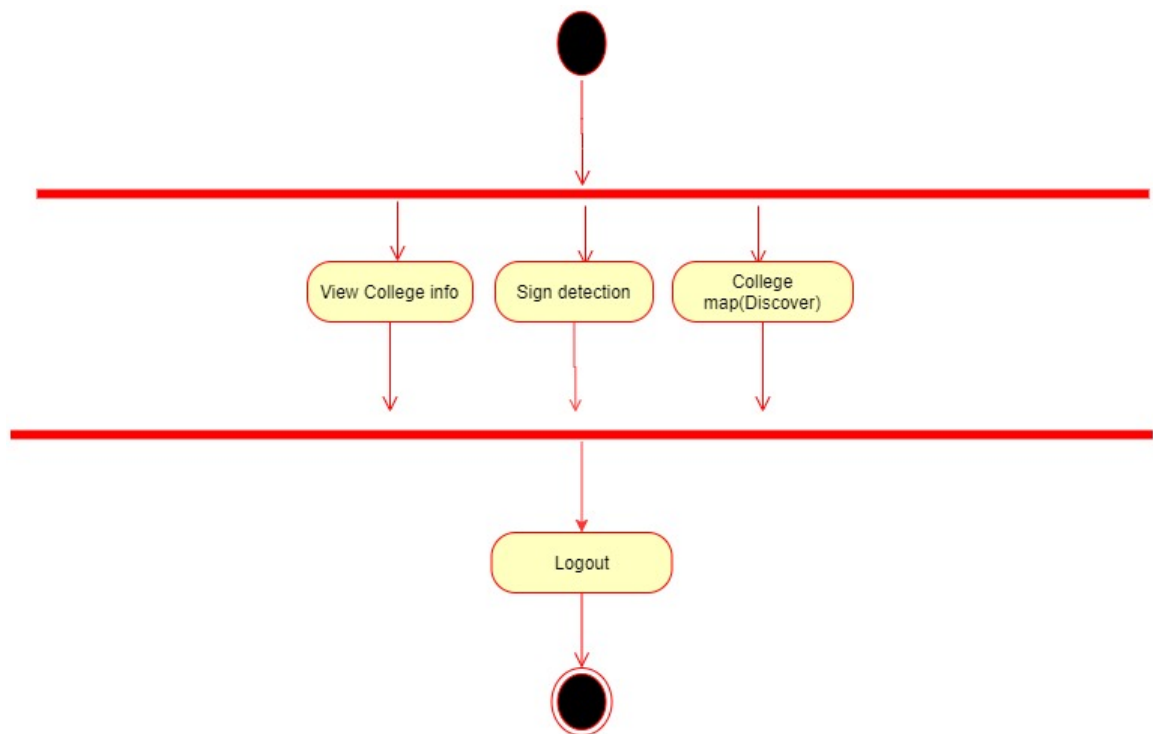 View College info
Sign detection
College
map(Discover)
Logout